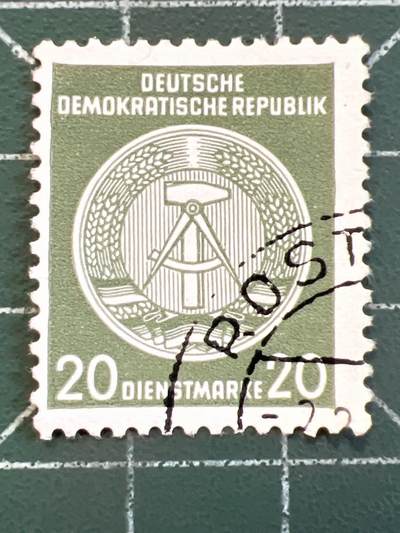 DEUTSCHE
DEMOKRATISCHE REPUBLIK
POST
20 DIENSTMARKE 20